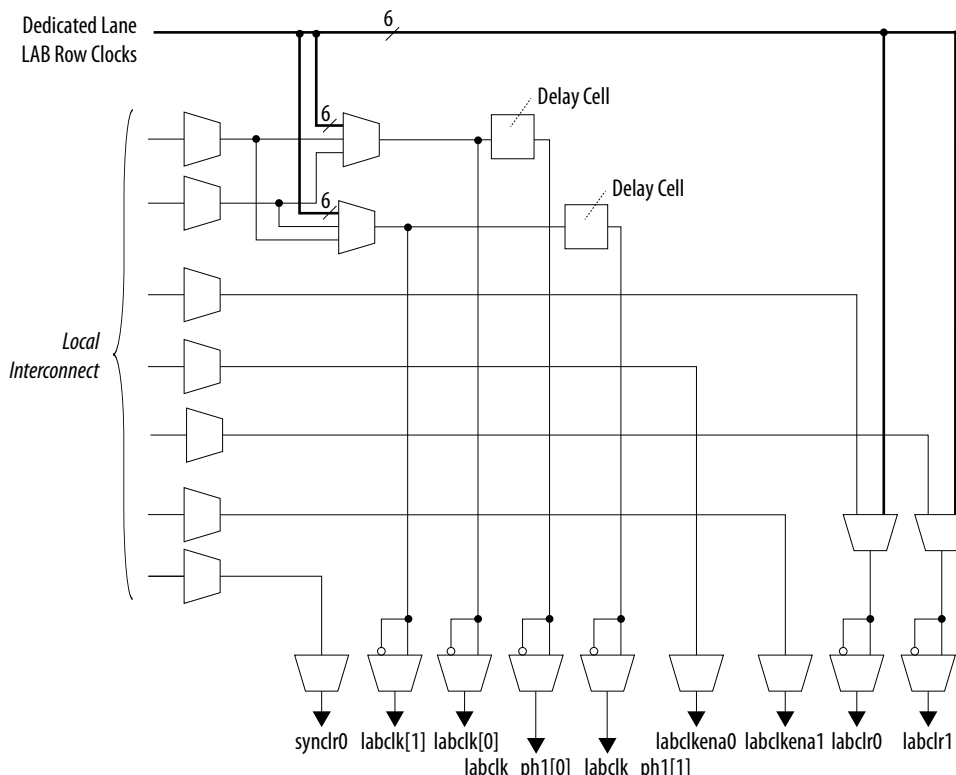 Dedicated Lane
LAB Row Clocks
6
Delay Cell
6
Delay Cell
6
Local
Interconnect
synclr0
labclk[1]
labclk[0]
labclkena0
labclkena1
labclr0
labclr1
labclk_ph1[0]
labclk_ph1[1]